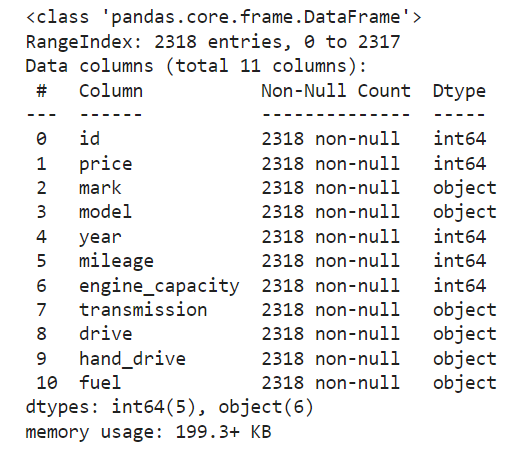 <class 'pandas.core.frame.DataFrame'>
RangeIndex: 2318 entries, 0 to 2317
Data columns (total 11 columns):
 #   Column           Non-Null Count  Dtype
---  ------           --------------  -----
 0   id               2318 non-null   int64
 1   price            2318 non-null   int64
 2   mark             2318 non-null   object
 3   model            2318 non-null   object
 4   year             2318 non-null   int64
 5   mileage          2318 non-null   int64
 6   engine_capacity  2318 non-null   int64
 7   transmission     2318 non-null   object
 8   drive            2318 non-null   object
 9   hand_drive       2318 non-null   object
 10  fuel             2318 non-null   object
dtypes: int64(5), object(6)
memory usage: 199.3+ KB